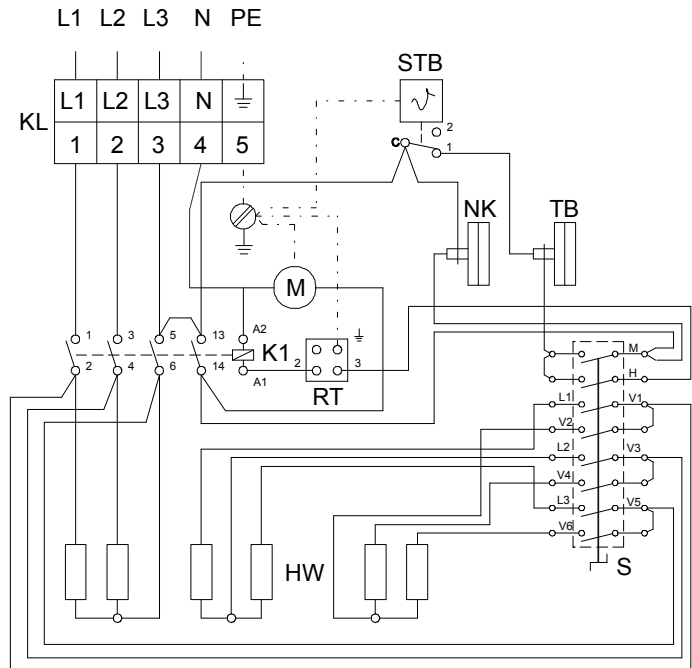 L1 L2 L3 N PE
STB
KL L1 L2 L3 N
1 2 3 4 5
2
C 1
NK TB
M
1 3 5 13 A2
K1
2 4 6 14 A1
2 3
RT
M
H
L1 V1
V2
L2 V3
V4
L3 V5
V6
HW
S